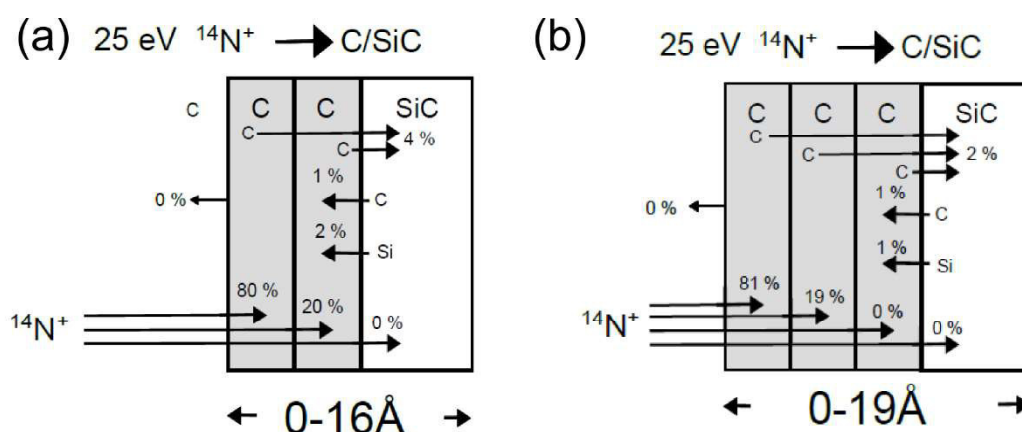 (a) 25 eV ¹⁴N⁺ → C/SiC
C C C SiC
C 4 %
C
1 %
C
0 %
2 %
Si
80 %
20 %
¹⁴N⁺ 0 %
0-16Å
(b) 25 eV ¹⁴N⁺ → C/SiC
C C C SiC
C
C 2 %
C
1 %
0 % C
1 %
Si
81 %
19 %
0 %
¹⁴N⁺ 0 %
0-19Å